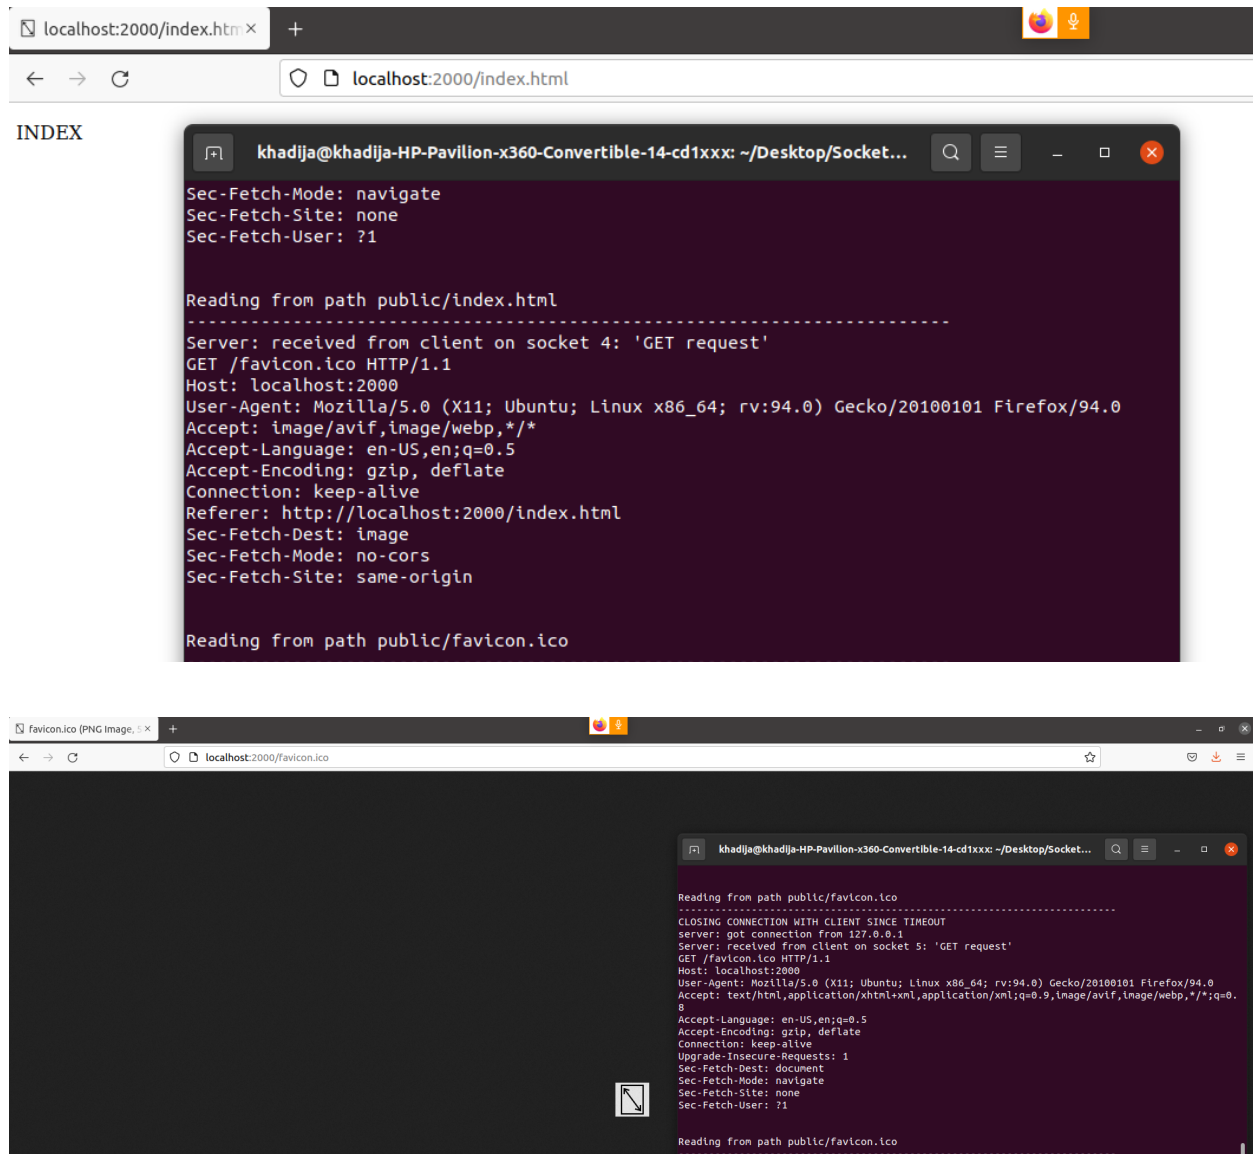 localhost:2000/index.htm
localhost:2000/index.html
INDEX
khadija@khadija-HP-Pavilion-x360-Convertible-14-cd1xxx: ~/Desktop/Socket...
Sec-Fetch-Mode: navigate
Sec-Fetch-Site: none
Sec-Fetch-User: ?1
Reading from path public/index.html
------------------------------------------------------------------------
Server: received from client on socket 4: 'GET request'
GET /favicon.ico HTTP/1.1
Host: localhost:2000
User-Agent: Mozilla/5.0 (X11; Ubuntu; Linux x86_64; rv:94.0) Gecko/20100101 Firefox/94.0
Accept: image/avif,image/webp,*/*
Accept-Language: en-US,en;q=0.5
Accept-Encoding: gzip, deflate
Connection: keep-alive
Referer: http://localhost:2000/index.html
Sec-Fetch-Dest: image
Sec-Fetch-Mode: no-cors
Sec-Fetch-Site: same-origin
Reading from path public/favicon.ico
favicon.ico (PNG Image, 5
localhost:2000/favicon.ico
khadija@khadija-HP-Pavilion-x360-Convertible-14-cd1xxx: ~/Desktop/Socket...
Reading from path public/favicon.ico
------------------------------------------------------------------------
CLOSING CONNECTION WITH CLIENT SINCE TIMEOUT
server: got connection from 127.0.0.1
Server: received from client on socket 5: 'GET request'
GET /favicon.ico HTTP/1.1
Host: localhost:2000
User-Agent: Mozilla/5.0 (X11; Ubuntu; Linux x86_64; rv:94.0) Gecko/20100101 Firefox/94.0
Accept: text/html,application/xhtml+xml,application/xml;q=0.9,image/avif,image/webp,*/*;q=0.
8
Accept-Language: en-US,en;q=0.5
Accept-Encoding: gzip, deflate
Connection: keep-alive
Upgrade-Insecure-Requests: 1
Sec-Fetch-Dest: document
Sec-Fetch-Mode: navigate
Sec-Fetch-Site: none
Sec-Fetch-User: ?1
Reading from path public/favicon.ico